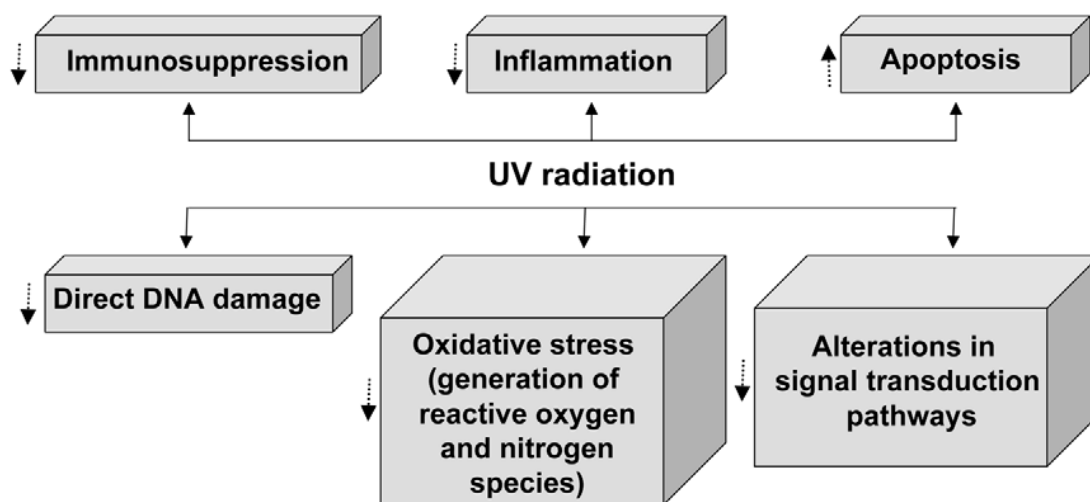 Immunosuppression
Inflammation
Apoptosis
UV radiation
Direct DNA damage
Oxidative stress
(generation of
reactive oxygen
and nitrogen
species)
Alterations in
signal transduction
pathways